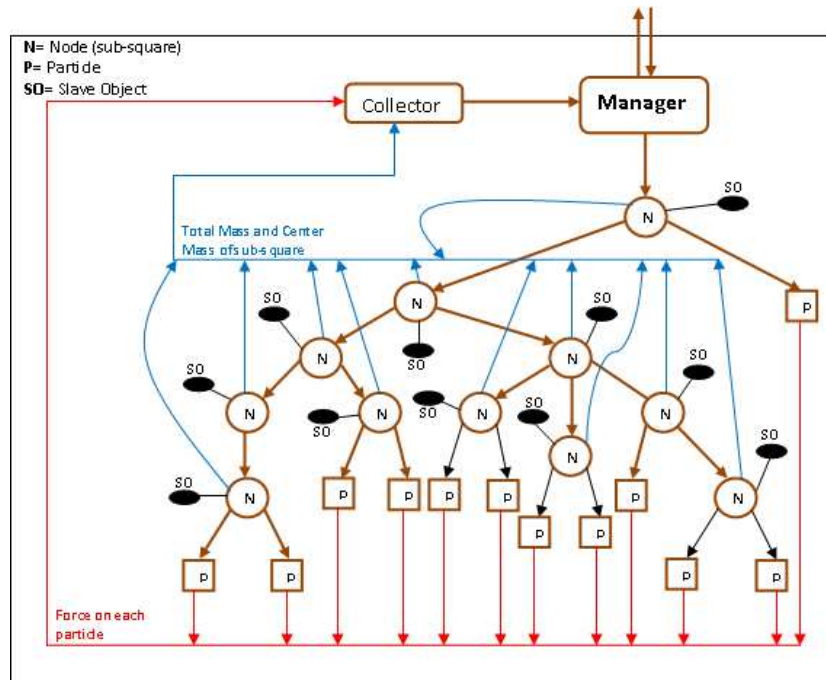 N= Node (sub-square)
P= Particle
SO= Slave Object
Collector
Manager
SO
N
Total Mass and Center
Mass of sub-square
SO
N
P
SO
N
SO
N
SO
SO
N
SO
N
SO
N
SO
N
SO
N
SO
N
SO
N
P
P
P
P
P
P
P
P
P
P
P
Force on each
particle